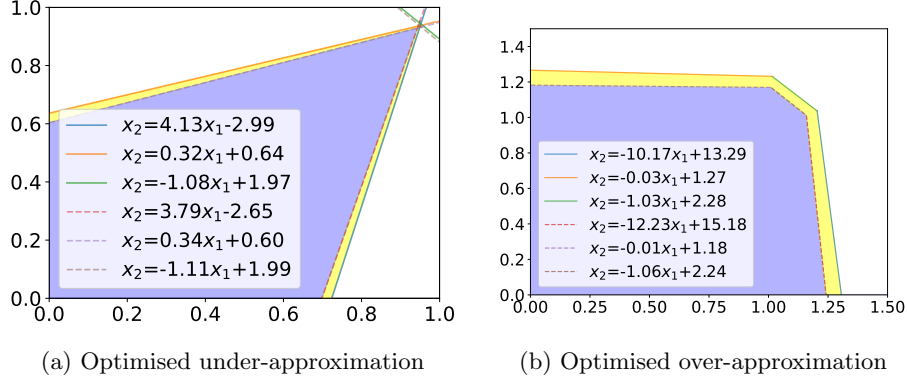 1.0
0.8
0.6
0.4
0.2
0.0
x₂=4.13x₁-2.99
x₂=0.32x₁+0.64
x₂=-1.08x₁+1.97
x₂=3.79x₁-2.65
x₂=0.34x₁+0.60
x₂=-1.11x₁+1.99
0.0 0.2 0.4 0.6 0.8 1.0
(a) Optimised under-approximation
1.4
1.2
1.0
0.8
0.6
0.4
0.2
0.0
x₂=-10.17x₁+13.29
x₂=-0.03x₁+1.27
x₂=-1.03x₁+2.28
x₂=-12.23x₁+15.18
x₂=-0.01x₁+1.18
x₂=-1.06x₁+2.24
0.00 0.25 0.50 0.75 1.00 1.25 1.50
(b) Optimised over-approximation